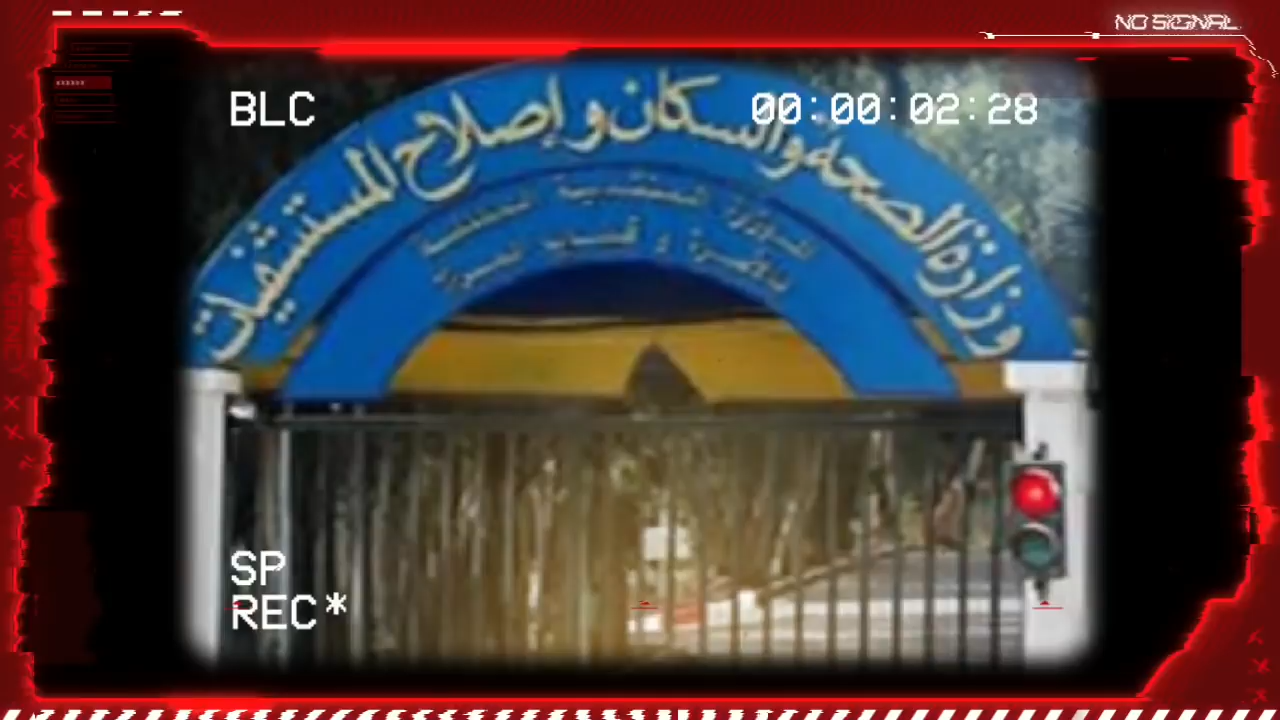 NO SIGNAL
BLC
00:00:02:28
وزارة الصحة والسكان وإصلاح المستشفيات
SP
REC*